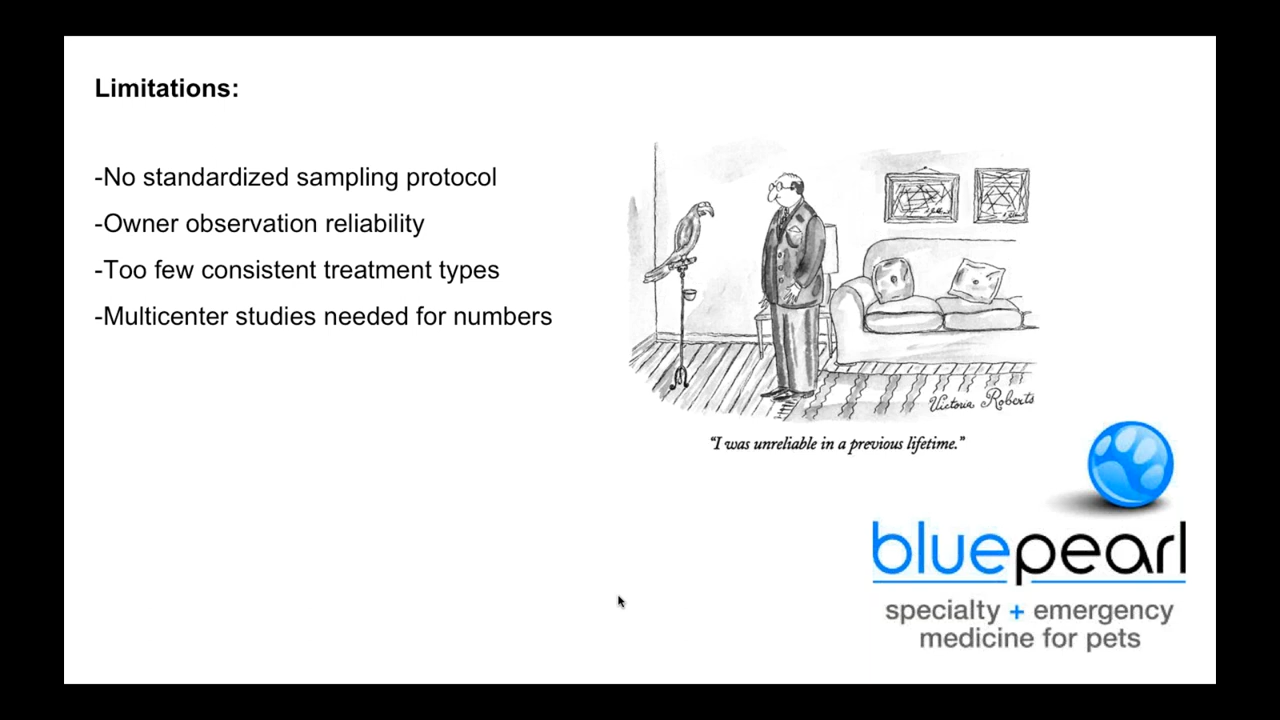 Limitations:
-No standardized sampling protocol
-Owner observation reliability
-Too few consistent treatment types
-Multicenter studies needed for numbers
Victoria Roberts
“I was unreliable in a previous lifetime.”
bluepearl
specialty + emergency
medicine for pets